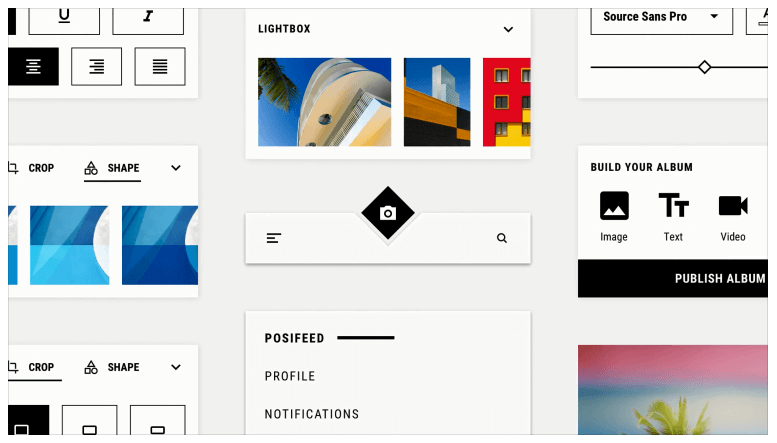 U I
CROP SHAPE
CROP SHAPE
LIGHTBOX
POSIFEED
PROFILE
NOTIFICATIONS
Source Sans Pro
BUILD YOUR ALBUM
Image Text Video
PUBLISH ALBUM